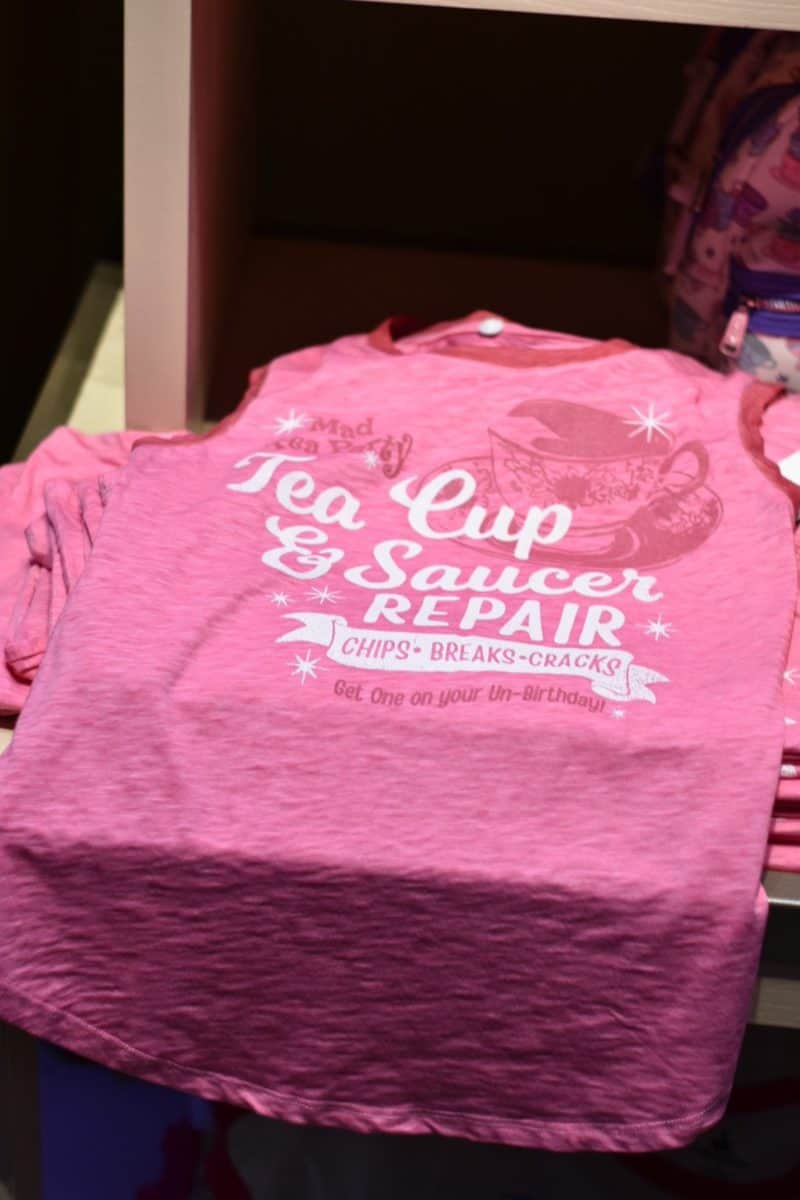 Mad
Tea Party
Tea Cup
& Saucer
REPAIR
CHIPS • BREAKS • CRACKS
Get One on your Un-Birthday!